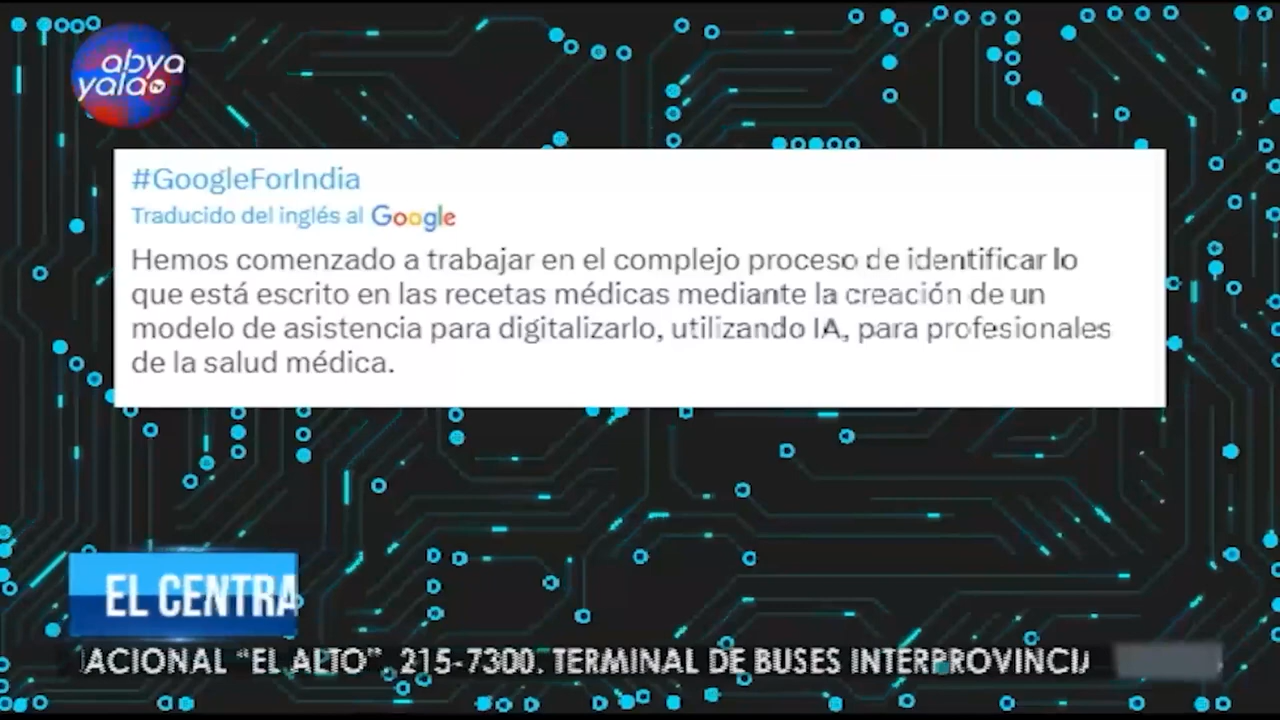 abya
yala tv
#GoogleForIndia
Traducido del inglés al Google
Hemos comenzado a trabajar en el complejo proceso de identificar lo
que está escrito en las recetas médicas mediante la creación de un
modelo de asistencia para digitalizarlo, utilizando IA, para profesionales
de la salud médica.
EL CENTRA
ACIONAL “EL ALTO”, 215-7300. TERMINAL DE BUSES INTERPROVINCI